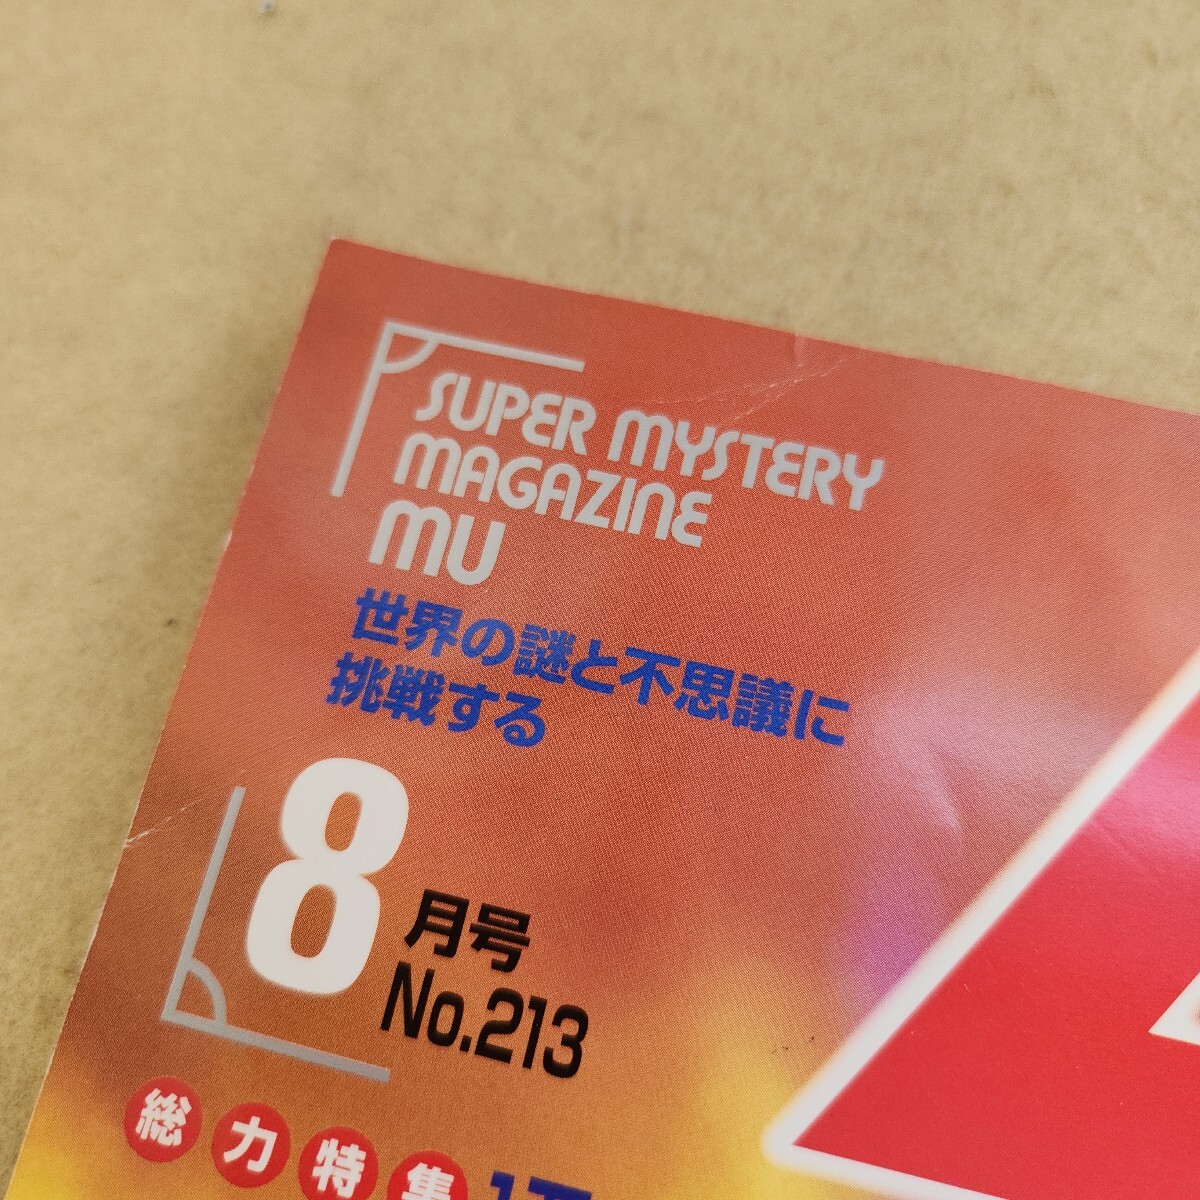 SUPER MYSTERY
MAGAZINE
MU
世界の謎と不思議に
挑戦する
8月号
No.213
総力特集